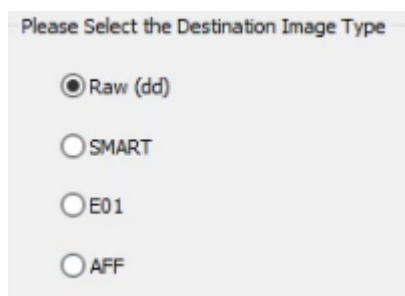 Please Select the Destination Image Type
Raw (dd)
SMART
E01
AFF